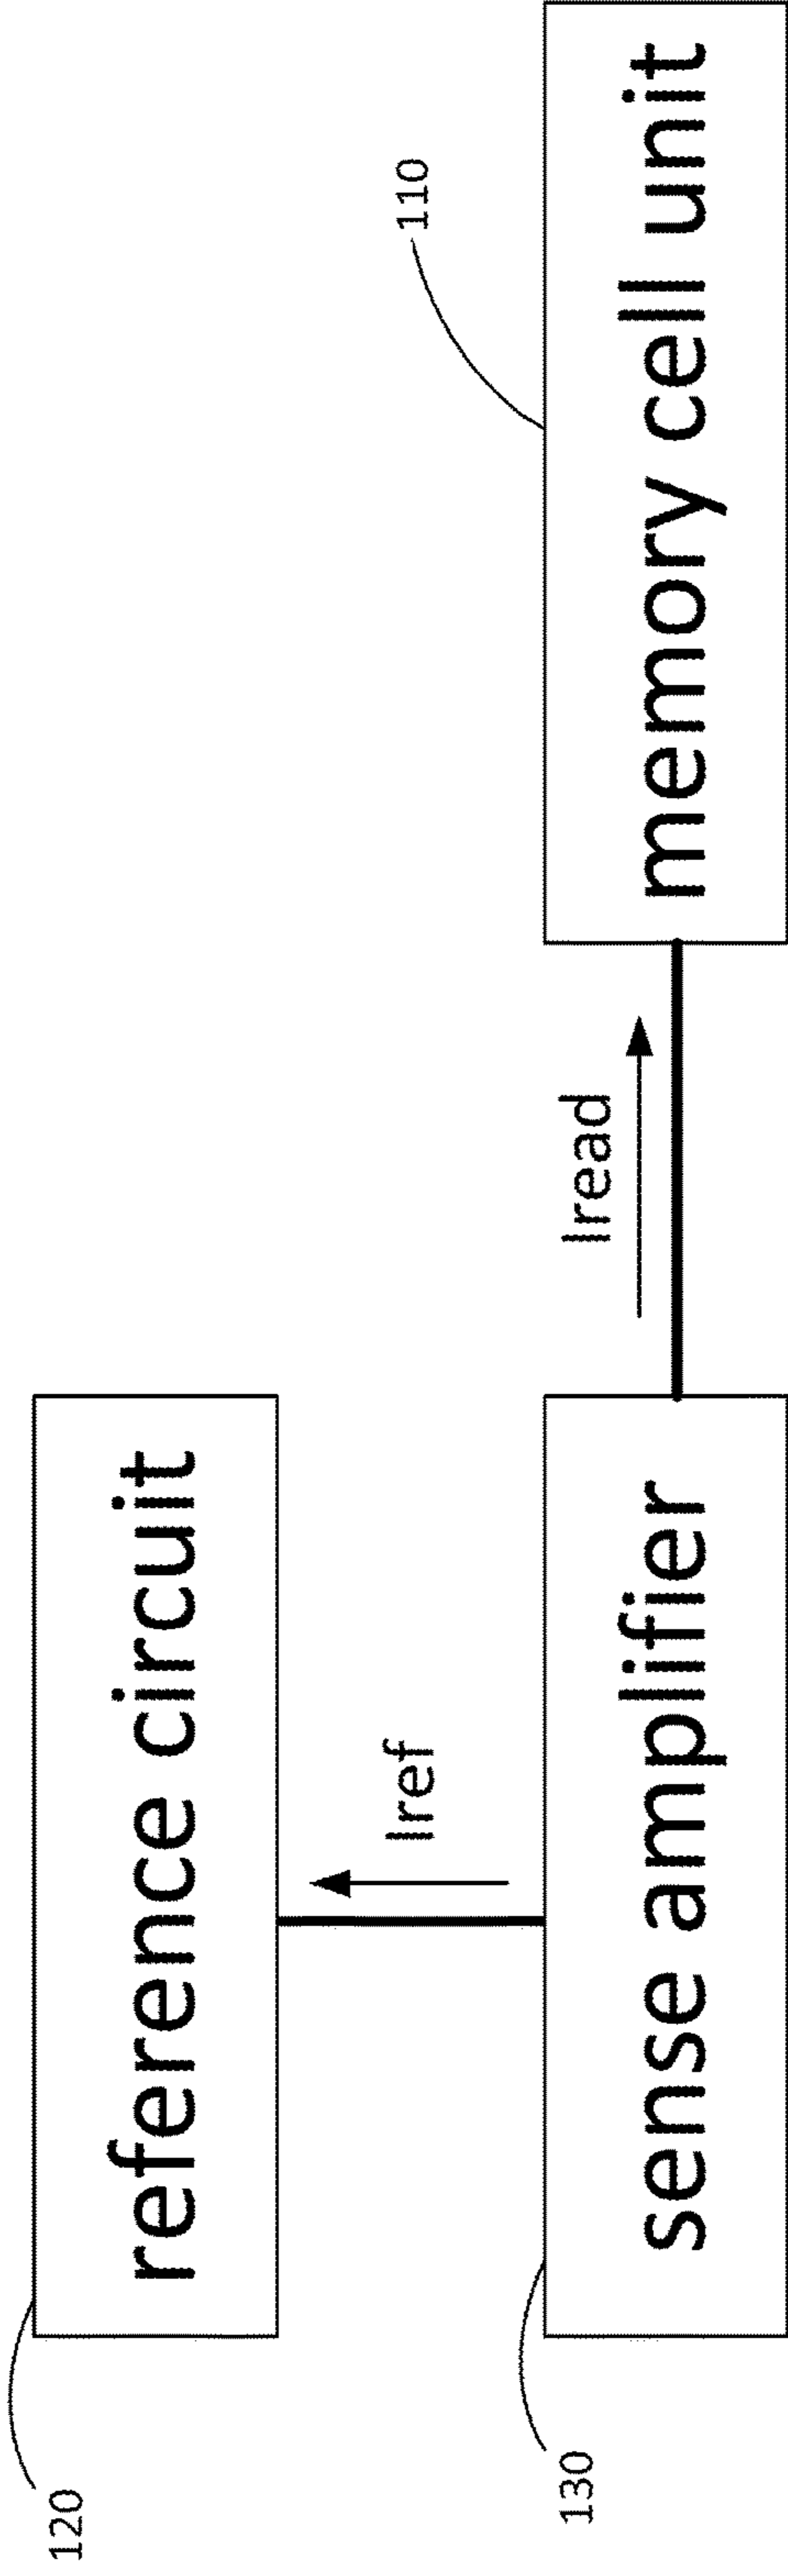 120
reference circuit
Iref
Iread
110
130
sense amplifier
memory cell unit